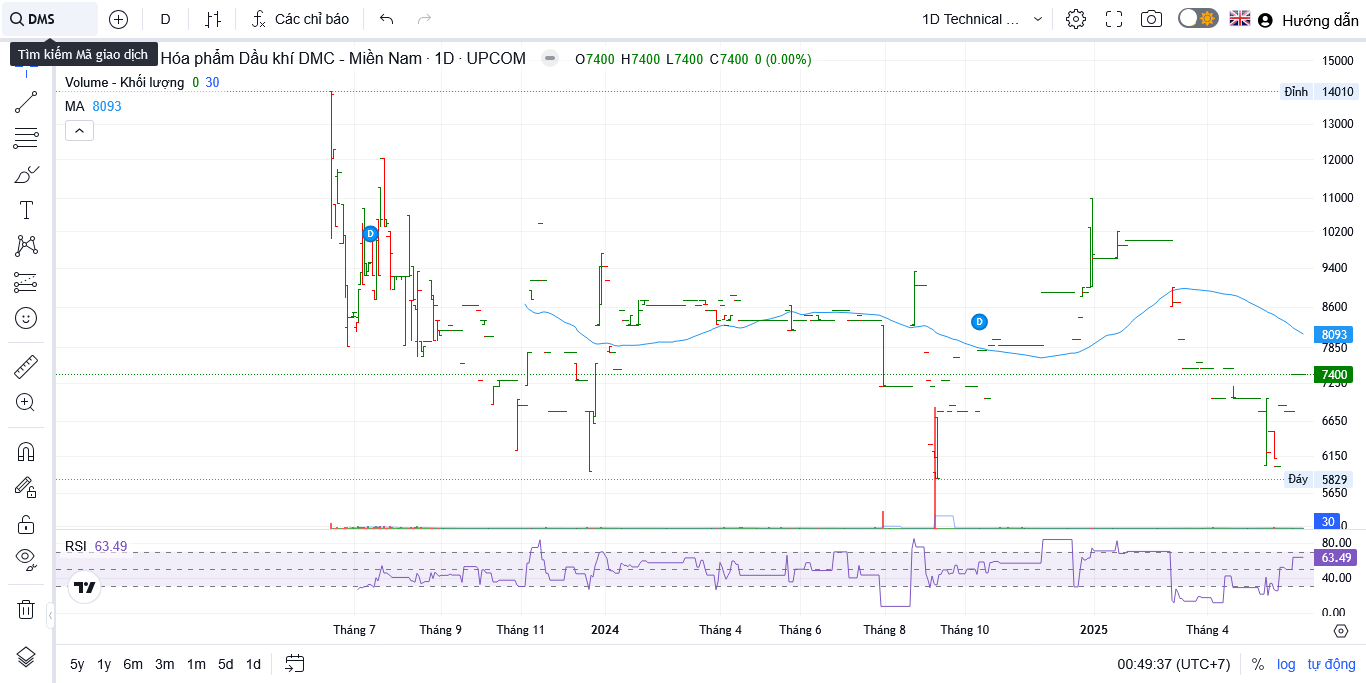 DMS
D
Các chỉ báo
1D Technical ...
Hướng dẫn
Tìm kiếm Mã giao dịch
Hóa phẩm Dầu khí DMC - Miền Nam · 1D · UPCOM
O7400 H7400 L7400 C7400 0 (0.00%)
Volume - Khối lượng 0 30
MA 8093
15000
Đỉnh 14010
13000
12000
11000
10200
9400
8600
8093
7850
7400
7250
6650
6150
Đáy 5829
5650
30
0
D
D
RSI 63.49
80.00
63.49
40.00
0.00
Tháng 7 Tháng 9 Tháng 11 2024 Tháng 4 Tháng 6 Tháng 8 Tháng 10 2025 Tháng 4
5y 1y 6m 3m 1m 5d 1d
00:49:37 (UTC+7) % log tự động